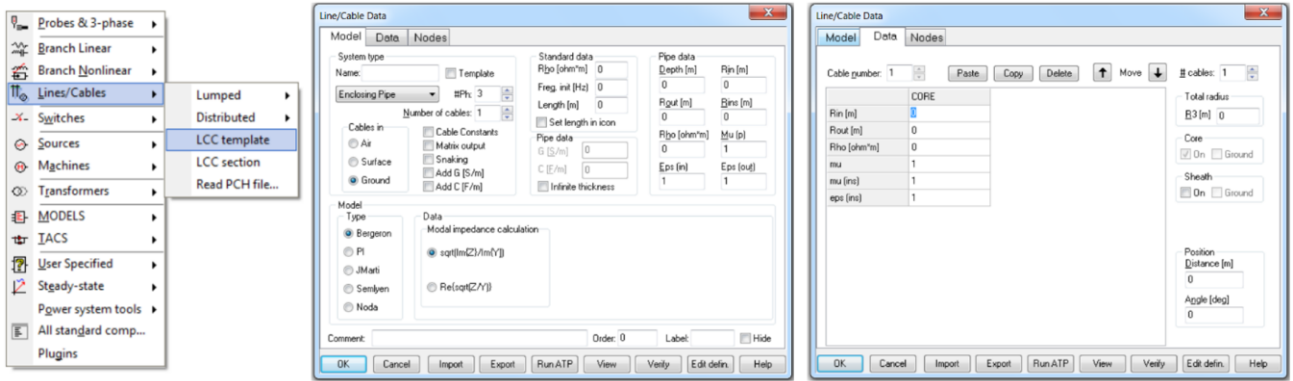 Probes & 3-phase
Branch Linear
Branch Nonlinear
Lines/Cables
Switches
Sources
Machines
Transformers
MODELS
TACS
User Specified
Steady-state
Power system tools
All standard comp...
Plugins
Lumped
Distributed
LCC template
LCC section
Read PCH file...
Line/Cable Data
Model Data Nodes
System type
Name: Template
Enclosing Pipe #Ph: 3
Number of cables: 1
Cables in
Air
Surface
Ground
Cable Constants
Matrix output
Snaking
Add G [S/m]
Add C [F/m]
Standard data
Rho [ohm*m] 0
Freq. init [Hz] 0
Length [m] 0
Set length in icon
Pipe data
G [S/m] 0
C [F/m] 0
Infinite thickness
Pipe data
Depth [m] Rin [m]
0 0
Rout [m] Rins [m]
0 0
Rho [ohm*m] Mu (p)
0 1
Eps (in) Eps (out)
1 1
Model
Type
Bergeron
PI
JMarti
Semlyen
Noda
Data
Modal impedance calculation
sqrt(Im{Z}/Im{Y})
Re{sqrt(Z/Y)}
Comment: Order: 0 Label: Hide
OK Cancel Import Export Run ATP View Verify Edit defin. Help
Line/Cable Data
Model Data Nodes
Cable number: 1 Paste Copy Delete Move # cables: 1
CORE
Rin [m] 0
Rout [m] 0
Rho [ohm*m] 0
mu 1
mu (ins) 1
eps (ins) 1
Total radius
R3 [m] 0
Core
On Ground
Sheath
On Ground
Position
Distance [m]
0
Angle [deg]
0
OK Cancel Import Export Run ATP View Verify Edit defin. Help